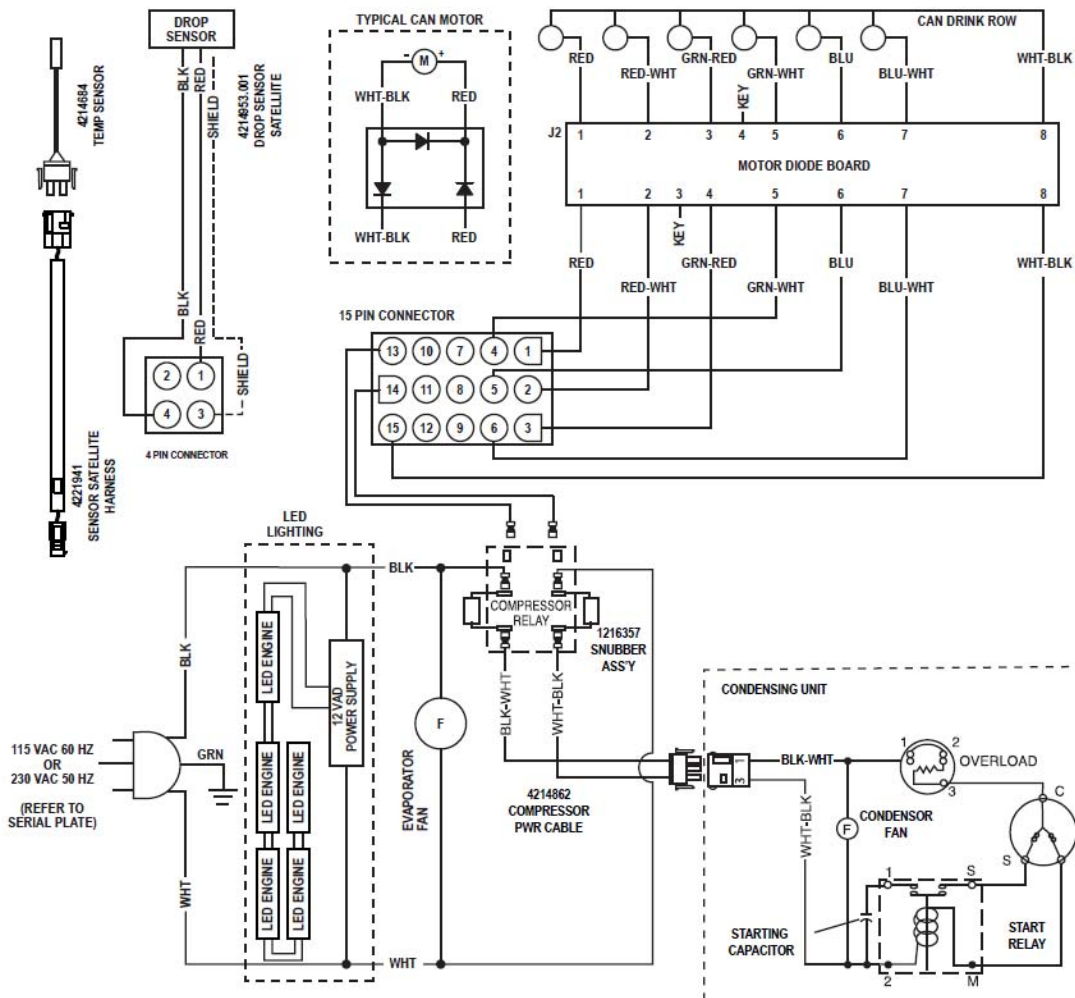 4214684
TEMP SENSOR
4221941
SENSOR SATELLITE
HARNESS
DROP
SENSOR
BLK
RED
SHIELD
4214953.001
DROP SENSOR
SATELLIITE
BLK
RED
SHIELD
2
1
4
3
4 PIN CONNECTOR
TYPICAL CAN MOTOR
- M +
WHT-BLK
RED
WHT-BLK
RED
CAN DRINK ROW
RED
RED-WHT
GRN-RED
KEY
GRN-WHT
BLU
BLU-WHT
WHT-BLK
J2
1 2 3 4 5 6 7 8
MOTOR DIODE BOARD
1 2 3 4 5 6 7 8
RED
RED-WHT
KEY
GRN-RED
GRN-WHT
BLU
BLU-WHT
WHT-BLK
15 PIN CONNECTOR
13 10 7 4 1
14 11 8 5 2
15 12 9 6 3
LED
LIGHTING
BLK
BLK
LED ENGINE
LED ENGINE
LED ENGINE
LED ENGINE
LED ENGINE
12 VAD
POWER SUPPLY
115 VAC 60 HZ
OR
230 VAC 50 HZ
(REFER TO
SERIAL PLATE)
GRN
WHT
WHT
F
EVAPORATOR
FAN
COMPRESSOR
RELAY
1216357
SNUBBER
ASS'Y
BLK-WHT
WHT-BLK
4214862
COMPRESSOR
PWR CABLE
CONDENSING UNIT
1
3
BLK-WHT
WHT-BLK
1
2
3
OVERLOAD
F
CONDENSOR
FAN
C
S
1
S
STARTING
CAPACITOR
START
RELAY
2
M